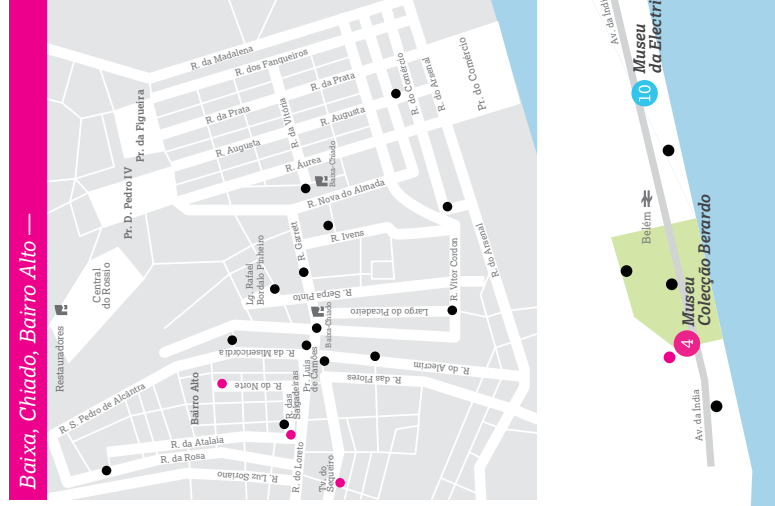 Baixa, Chiado, Bairro Alto —
R. da Madalena
R. dos Fanqueiros
R. da Prata
R. da Prata
R. Augusta
R. Augusta
R. Áurea
R. da Vitória
R. do Comércio
R. do Arsenal
Pr. do Comércio
Pr. da Figueira
Pr. D. Pedro IV
Baixa-Chiado
R. Nova do Almada
R. Garrett
R. Ivens
R. do Arsenal
R. Vitor Cordon
Lg. Rafael
Bordalo Pinheiro
R. Serpa Pinto
Largo do Picadeiro
Baixa-Chiado
Central
do Rossio
Restauradores
R. da Misericórdia
Pr. Luís
de Camões
R. do Alecrim
R. das Flores
R. S. Pedro de Alcântra
Bairro Alto
R. do Norte
R. das
Salgadeiras
R. da Atalaia
R. da Rosa
R. Luz Soriano
R. do Loreto
Tv. do
Sequeiro
Av. da Índi
10
Museu
da Electri
Belém
4
Museu
Colecção Berardo
Av. da Índia